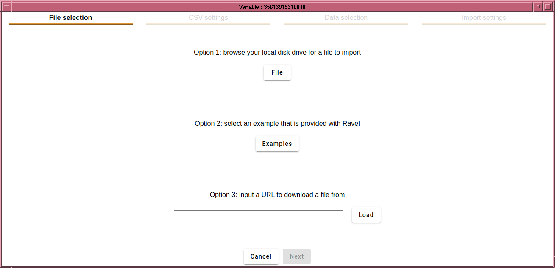 File selection
CSV settings
Data selection
Import settings
Option 1: browse your local disk drive for a file to import
File
Option 2: select an example that is provided with Ravel
Examples
Option 3: input a URL to download a file from
Load
Cancel
Next